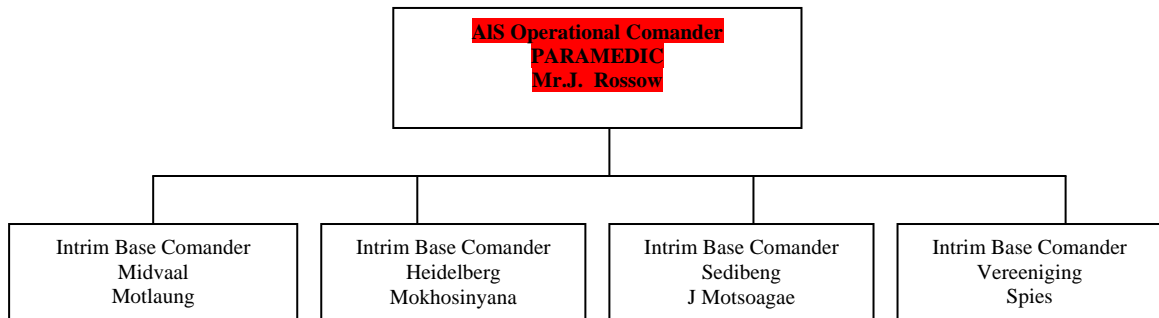 AlS Operational Comander
PARAMEDIC
Mr.J. Rossow
Intrim Base Comander
Midvaal
Motlaung
Intrim Base Comander
Heidelberg
Mokhosinyana
Intrim Base Comander
Sedibeng
J Motsoagae
Intrim Base Comander
Vereeniging
Spies